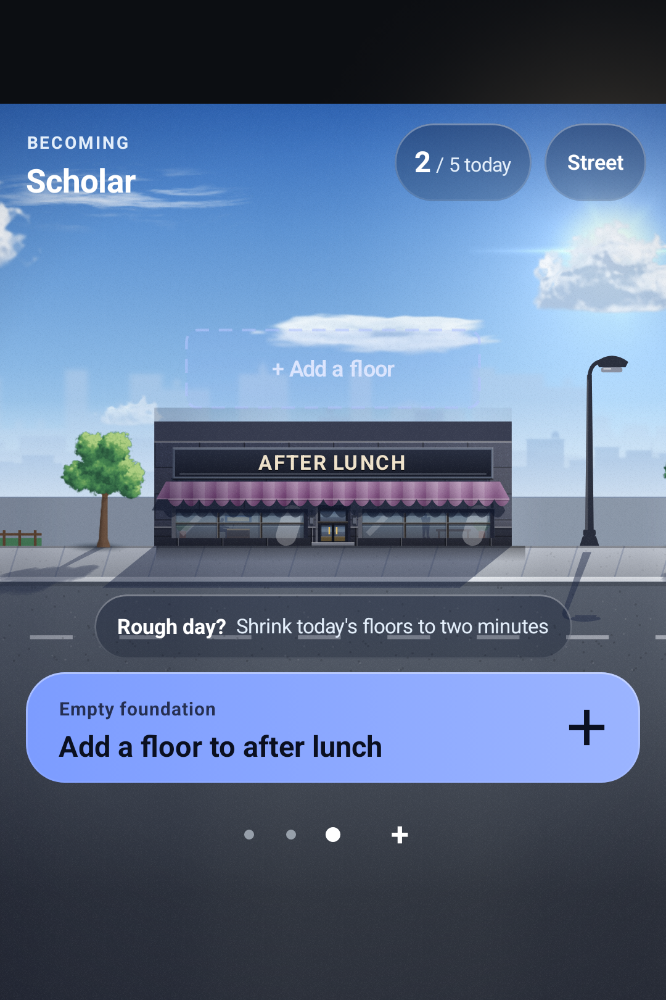 BECOMING
Scholar
2 / 5 today
Street
+ Add a floor
AFTER LUNCH
Rough day? Shrink today's floors to two minutes
Empty foundation
Add a floor to after lunch
+
+